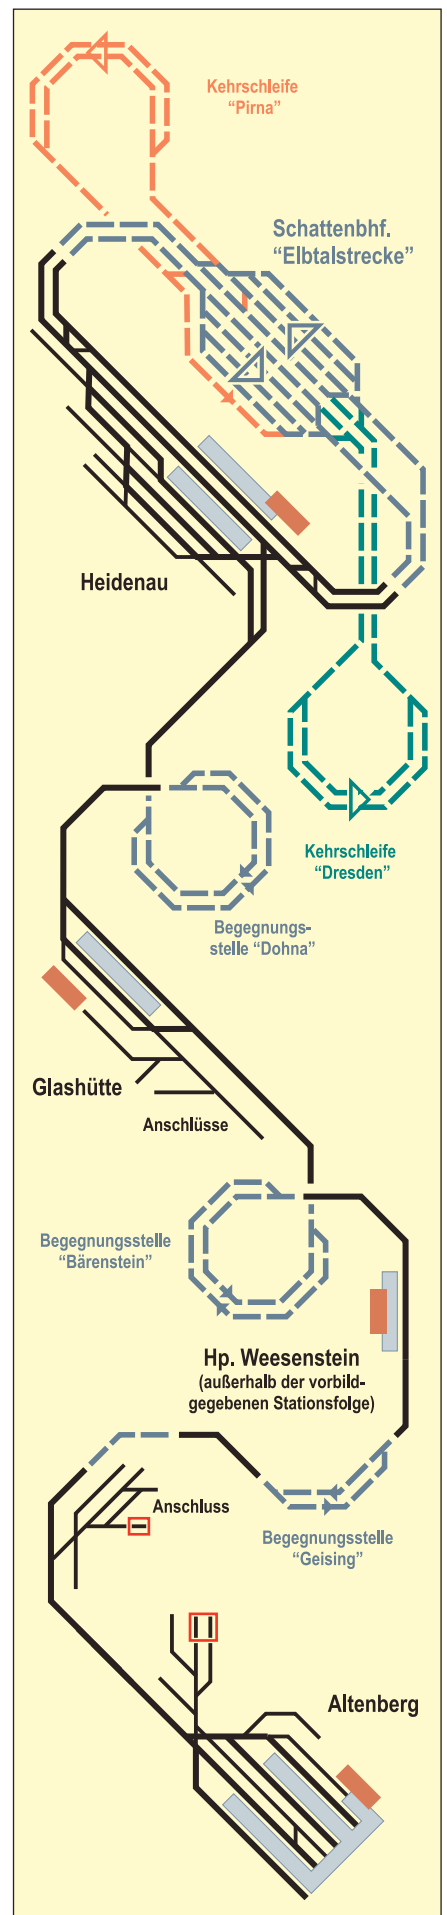 Kehrschleife
“Pirna”
Schattenbhf.
“Elbtalstrecke”
Heidenau
Kehrschleife
“Dresden”
Begegnungs-
stelle “Dohna”
Glashütte
Anschlüsse
Begegnungsstelle
“Bärenstein”
Hp. Weesenstein
(außerhalb der vorbild-
gegebenen Stationsfolge)
Anschluss
Begegnungsstelle
“Geising”
Altenberg